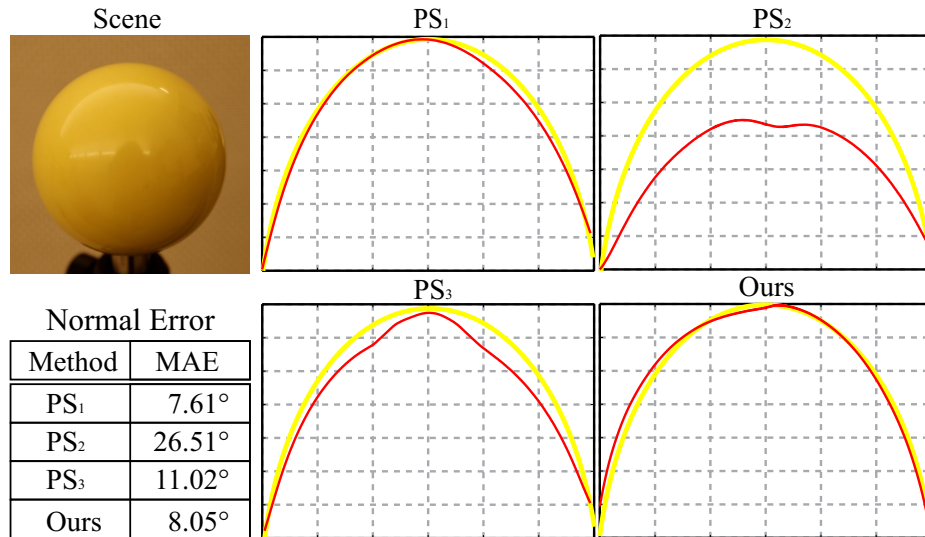 Scene
PS₁
PS₂
PS₃
Ours
Normal Error
Method MAE
PS₁ 7.61°
PS₂ 26.51°
PS₃ 11.02°
Ours 8.05°